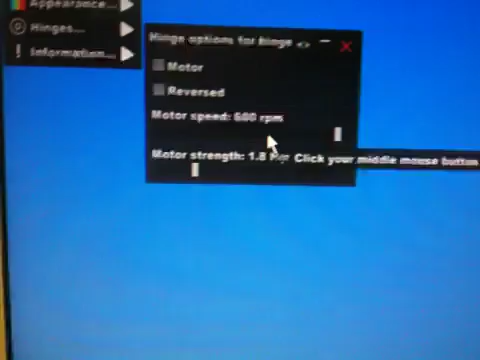 Appearance...
Hinges...
Information...
Hinge options for hinge
Motor
Reversed
Motor speed: 600 rpm
Motor strength: 1.8
Click your middle mouse button